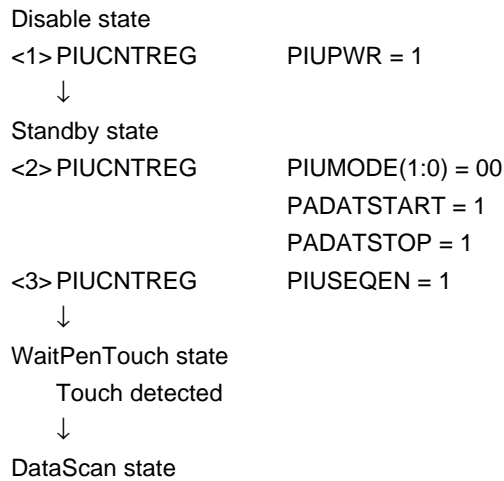 Disable state
<1> PIUCNTREG PIUPWR = 1
↓
Standby state
<2> PIUCNTREG PIUMODE(1:0) = 00
PADATSTART = 1
PADATSTOP = 1
<3> PIUCNTREG PIUSEQEN = 1
↓
WaitPenTouch state
Touch detected
↓
DataScan state